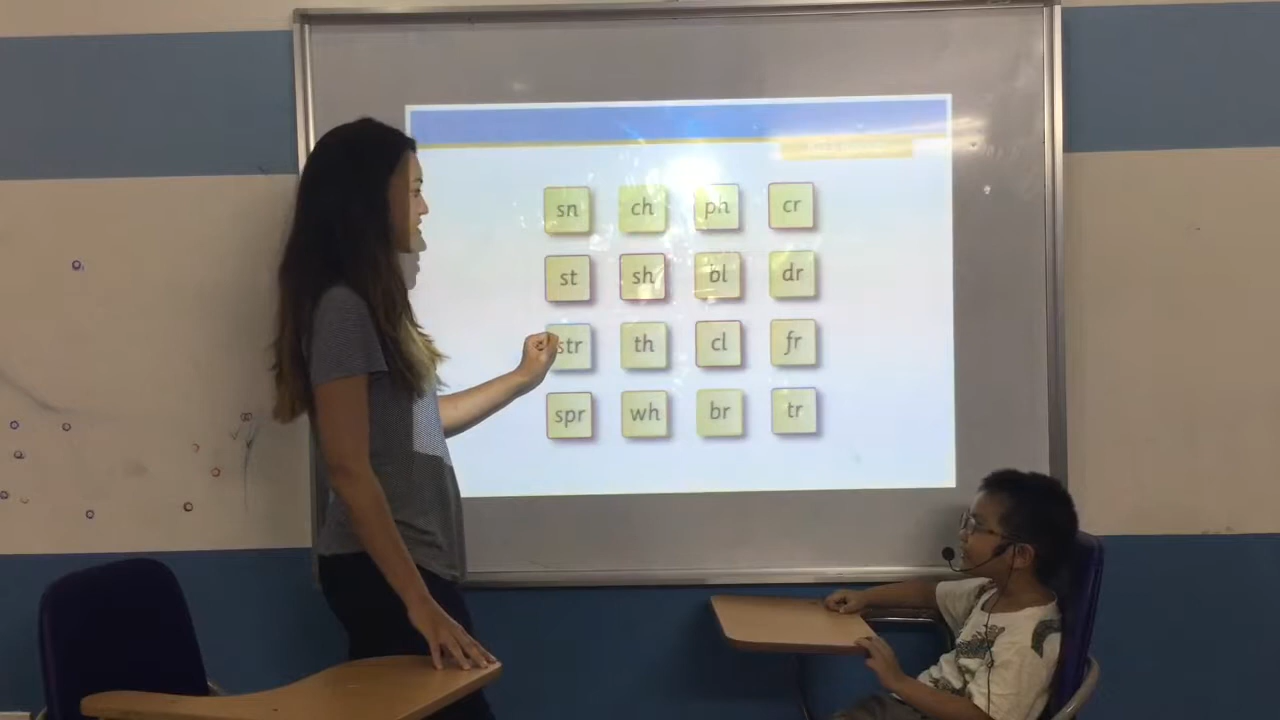 sn ch ph cr
st sh bl dr
str th cl fr
spr wh br tr